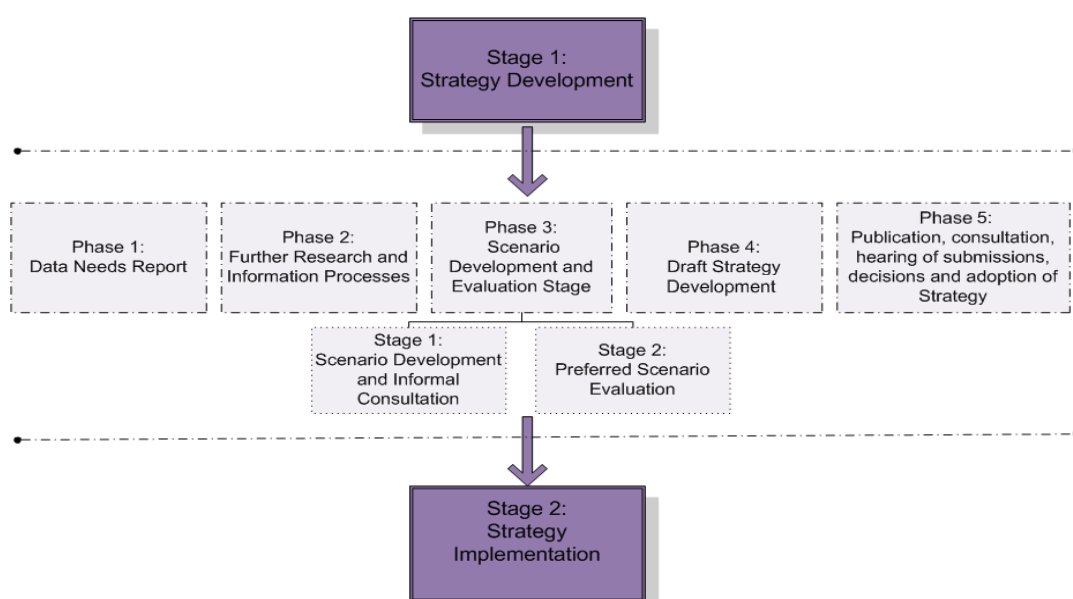 Stage 1:
Strategy Development
Phase 1:
Data Needs Report
Phase 2:
Further Research and
Information Processes
Phase 3:
Scenario
Development and
Evaluation Stage
Phase 4:
Draft Strategy
Development
Phase 5:
Publication, consultation,
hearing of submissions,
decisions and adoption of
Strategy
Stage 1:
Scenario Development
and Informal
Consultation
Stage 2:
Preferred Scenario
Evaluation
Stage 2:
Strategy
Implementation